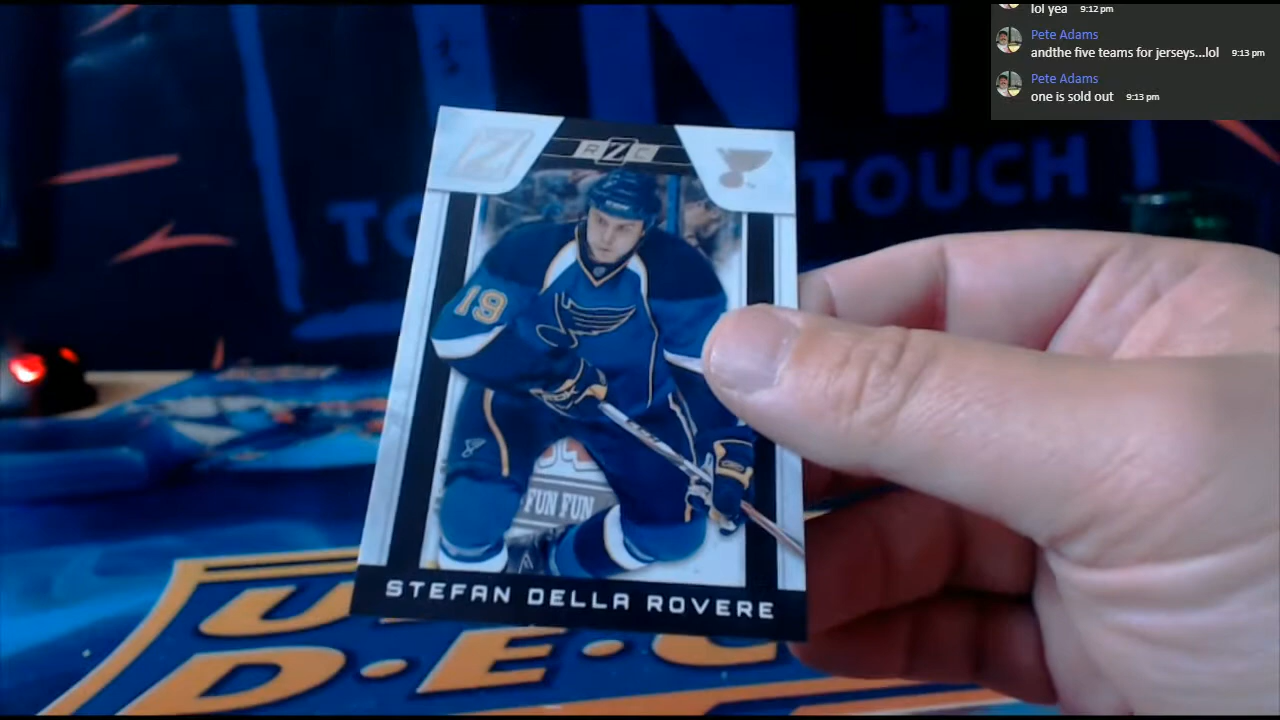 lol yea 9:12 pm
Pete Adams
andthe five teams for jerseys...lol 9:13 pm
Pete Adams
one is sold out 9:13 pm
Z
R Z C
TOUCH
19
FUN FUN
STEFAN DELLA ROVERE